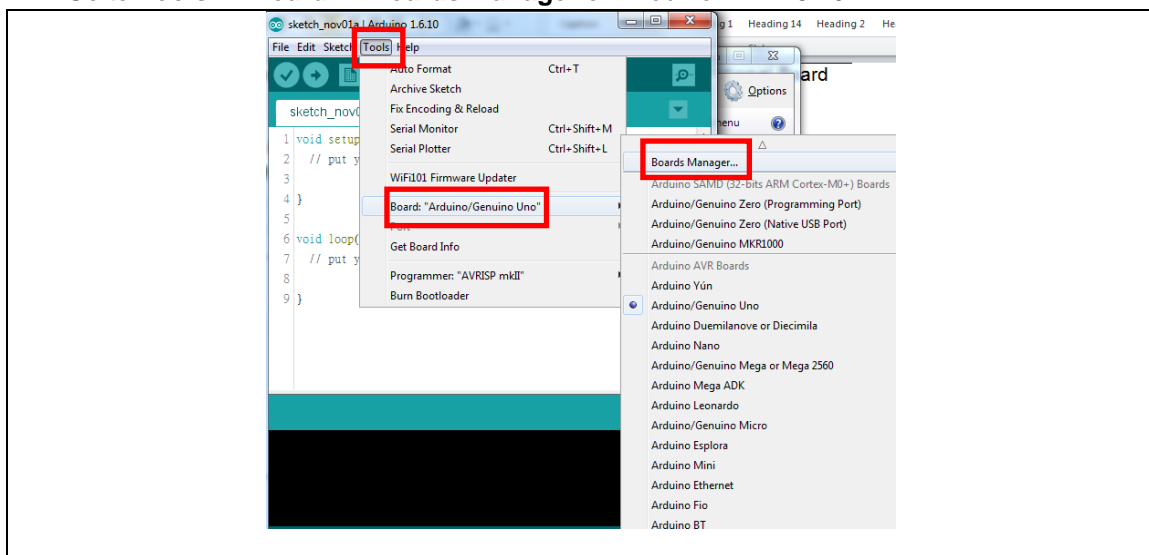 sketch_nov01a | Arduino 1.6.10
g 1 Heading 14 Heading 2 He
File Edit Sketch Tools Help
ard
Options
menu
sketch_nov0
Auto Format Ctrl+T
Archive Sketch
Fix Encoding & Reload
Serial Monitor Ctrl+Shift+M
Serial Plotter Ctrl+Shift+L
WiFi101 Firmware Updater
Board: "Arduino/Genuino Uno"
Port
Get Board Info
Programmer: "AVRISP mkII"
Burn Bootloader
1 void setup
2 // put y
3
4 }
5
6 void loop(
7 // put y
8
9 }
Boards Manager...
Arduino SAMD (32-bits ARM Cortex-M0+) Boards
Arduino/Genuino Zero (Programming Port)
Arduino/Genuino Zero (Native USB Port)
Arduino/Genuino MKR1000
Arduino AVR Boards
Arduino Yún
Arduino/Genuino Uno
Arduino Duemilanove or Diecimila
Arduino Nano
Arduino/Genuino Mega or Mega 2560
Arduino Mega ADK
Arduino Leonardo
Arduino/Genuino Micro
Arduino Esplora
Arduino Mini
Arduino Ethernet
Arduino Fio
Arduino BT